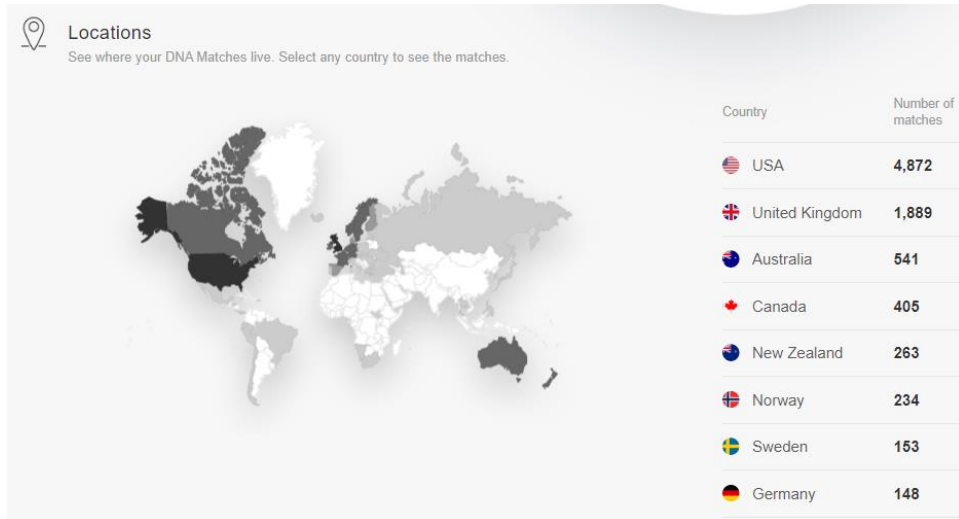 Locations
See where your DNA Matches live. Select any country to see the matches.
Country
Number of
matches
USA 4,872
United Kingdom 1,889
Australia 541
Canada 405
New Zealand 263
Norway 234
Sweden 153
Germany 148